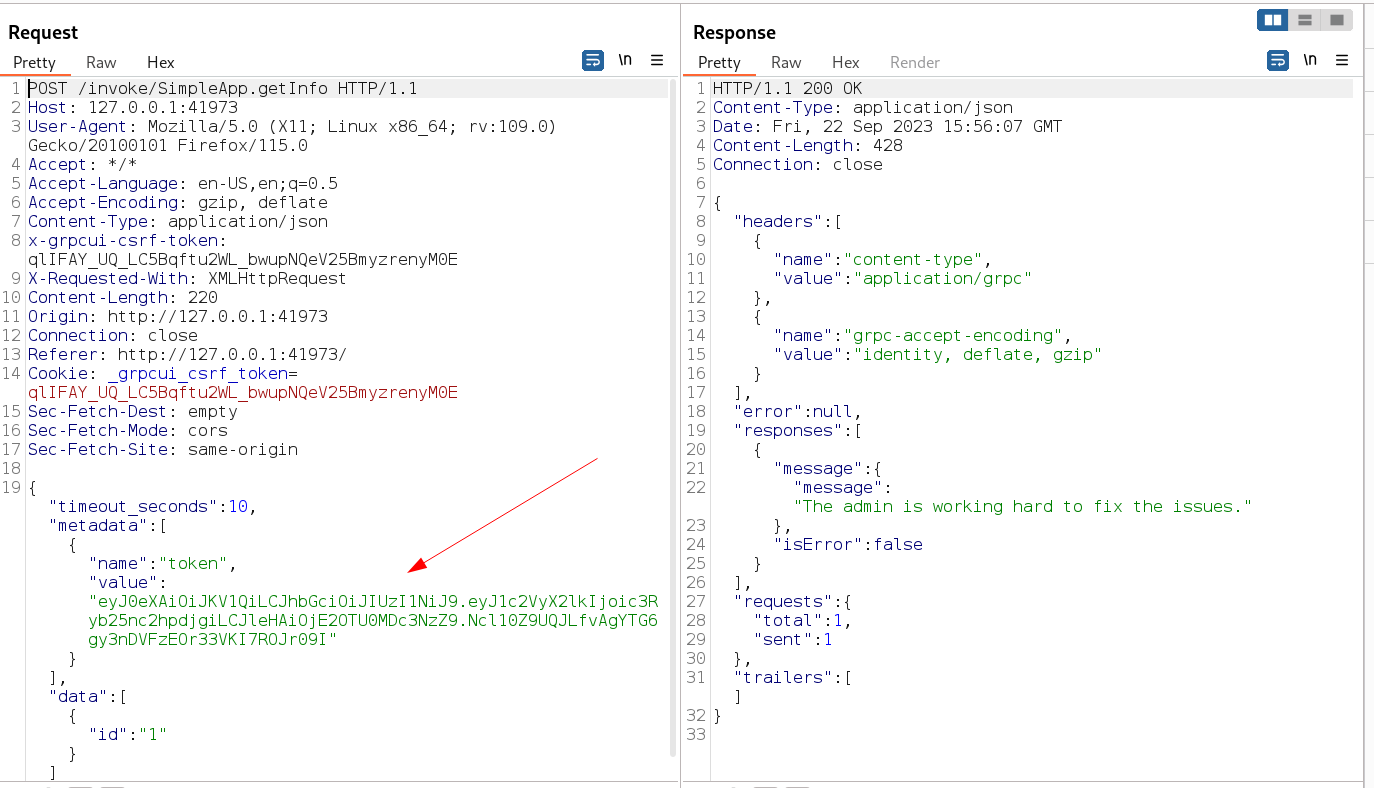 Request
Pretty Raw Hex \n
1 POST /invoke/SimpleApp.getInfo HTTP/1.1
2 Host: 127.0.0.1:41973
3 User-Agent: Mozilla/5.0 (X11; Linux x86_64; rv:109.0)
Gecko/20100101 Firefox/115.0
4 Accept: */*
5 Accept-Language: en-US,en;q=0.5
6 Accept-Encoding: gzip, deflate
7 Content-Type: application/json
8 x-grpcui-csrf-token:
qlIFAY_UQ_LC5Bqftu2WL_bwupNQeV25BmyzrenyM0E
9 X-Requested-With: XMLHttpRequest
10 Content-Length: 220
11 Origin: http://127.0.0.1:41973
12 Connection: close
13 Referer: http://127.0.0.1:41973/
14 Cookie: _grpcui_csrf_token=
qlIFAY_UQ_LC5Bqftu2WL_bwupNQeV25BmyzrenyM0E
15 Sec-Fetch-Dest: empty
16 Sec-Fetch-Mode: cors
17 Sec-Fetch-Site: same-origin
18
19 {
"timeout_seconds":10,
"metadata":[
{
"name":"token",
"value":
"eyJ0eXAiOiJKV1QiLCJhbGciOiJIUzI1NiJ9.eyJ1c2VyX2lkIjoic3R
yb25nc2hpdjgiLCJleHAiOjE2OTU0MDc3NzZ9.Ncl10Z9UQJLfvAgYTG6
gy3nDVFzEOr33VKI7ROJr09I"
}
],
"data":[
{
"id":"1"
}
]
Response
Pretty Raw Hex Render \n
1 HTTP/1.1 200 OK
2 Content-Type: application/json
3 Date: Fri, 22 Sep 2023 15:56:07 GMT
4 Content-Length: 428
5 Connection: close
6
7 {
8 "headers":[
9 {
10 "name":"content-type",
11 "value":"application/grpc"
12 },
13 {
14 "name":"grpc-accept-encoding",
15 "value":"identity, deflate, gzip"
16 }
17 ],
18 "error":null,
19 "responses":[
20 {
21 "message":{
22 "message":
"The admin is working hard to fix the issues."
23 },
24 "isError":false
25 }
26 ],
27 "requests":{
28 "total":1,
29 "sent":1
30 },
31 "trailers":[
]
32 }
33